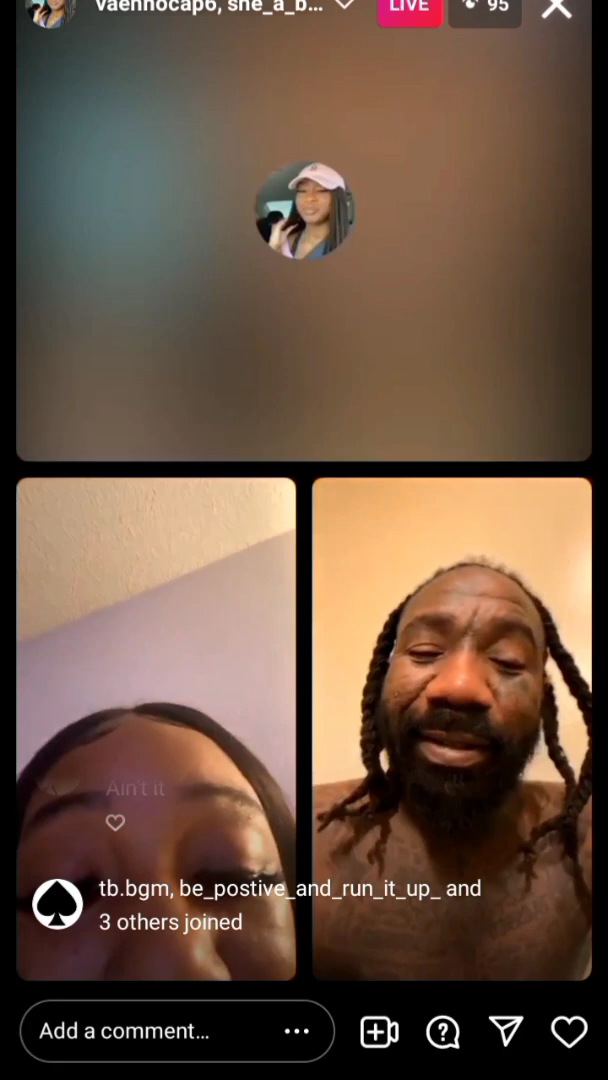 vaennocap6, she_a_b...
LIVE
95
Ain't it
tb.bgm, be_postive_and_run_it_up_ and
3 others joined
Add a comment...